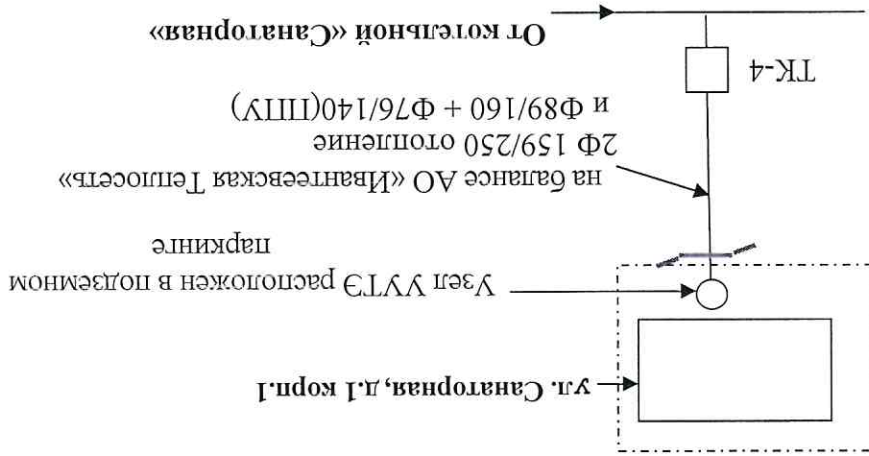 ул. Санаторная, д.1 корп.1
Узел УУТЭ расположен в подземном
паркинге
на балансе АО «Ивантеевская Теплосеть»
2Ф 159/250 отопление
и Ф89/160 + Ф76/140(ППУ)
ТК-4
От котельной «Санаторная»